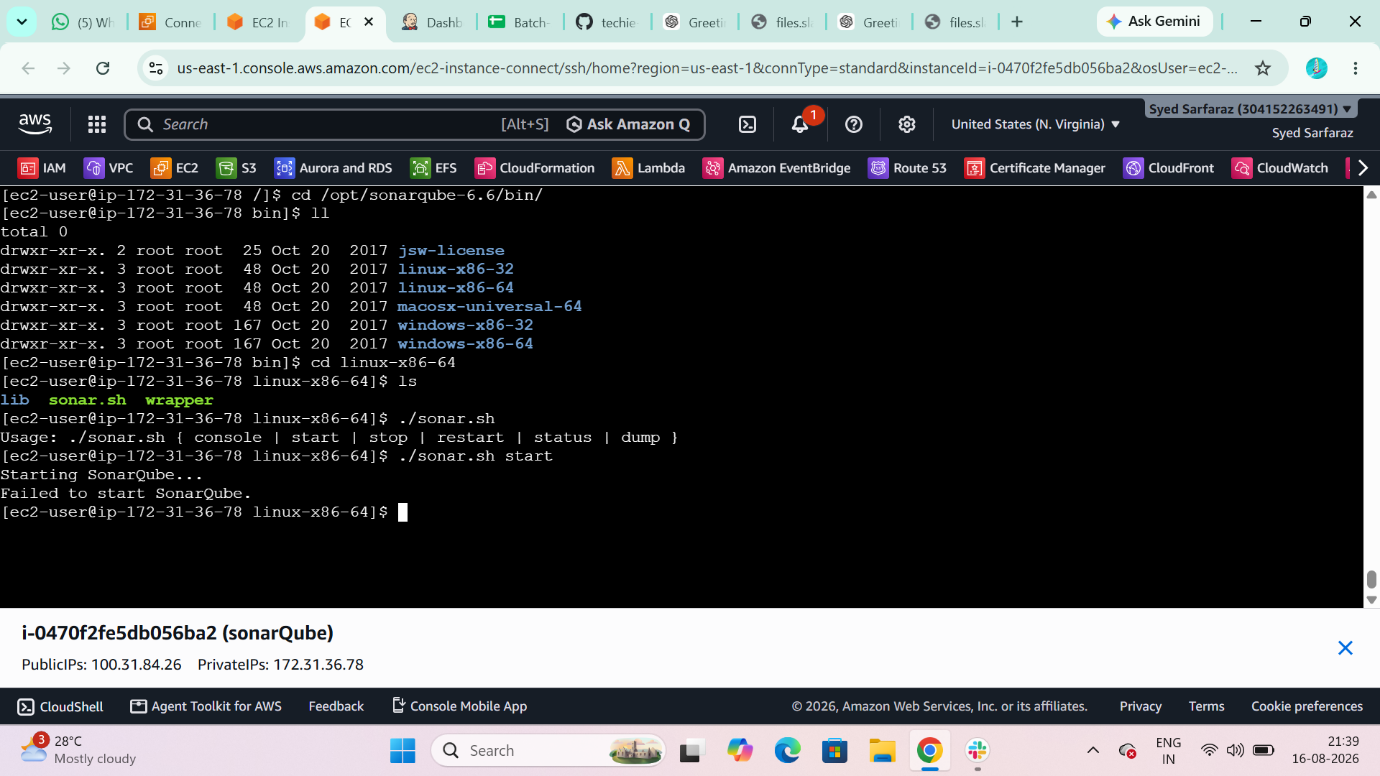 (5) Wh
Conne
EC2 In
EC
Dashb
Batch-
techie
Greeti
files.sl
Greeti
files.sl
Ask Gemini
us-east-1.console.aws.amazon.com/ec2-instance-connect/ssh/home?region=us-east-1&connType=standard&instanceId=i-0470f2fe5db056ba2&osUser=ec2-...
aws
Search [Alt+S] Ask Amazon Q
1
United States (N. Virginia)
Syed Sarfaraz (304152263491)
Syed Sarfaraz
IAM VPC EC2 S3 Aurora and RDS EFS CloudFormation Lambda Amazon EventBridge Route 53 Certificate Manager CloudFront CloudWatch
[ec2-user@ip-172-31-36-78 /]$ cd /opt/sonarqube-6.6/bin/
[ec2-user@ip-172-31-36-78 bin]$ ll
total 0
drwxr-xr-x. 2 root root  25 Oct 20  2017 jsw-license
drwxr-xr-x. 3 root root  48 Oct 20  2017 linux-x86-32
drwxr-xr-x. 3 root root  48 Oct 20  2017 linux-x86-64
drwxr-xr-x. 3 root root  48 Oct 20  2017 macosx-universal-64
drwxr-xr-x. 3 root root 167 Oct 20  2017 windows-x86-32
drwxr-xr-x. 3 root root 167 Oct 20  2017 windows-x86-64
[ec2-user@ip-172-31-36-78 bin]$ cd linux-x86-64
[ec2-user@ip-172-31-36-78 linux-x86-64]$ ls
lib  sonar.sh  wrapper
[ec2-user@ip-172-31-36-78 linux-x86-64]$ ./sonar.sh
Usage: ./sonar.sh { console | start | stop | restart | status | dump }
[ec2-user@ip-172-31-36-78 linux-x86-64]$ ./sonar.sh start
Starting SonarQube...
Failed to start SonarQube.
[ec2-user@ip-172-31-36-78 linux-x86-64]$
i-0470f2fe5db056ba2 (sonarQube)
PublicIPs: 100.31.84.26 PrivateIPs: 172.31.36.78
CloudShell Agent Toolkit for AWS Feedback Console Mobile App © 2026, Amazon Web Services, Inc. or its affiliates. Privacy Terms Cookie preferences
3
28°C
Mostly cloudy
Search
ENG
IN
21:39
16-08-2026